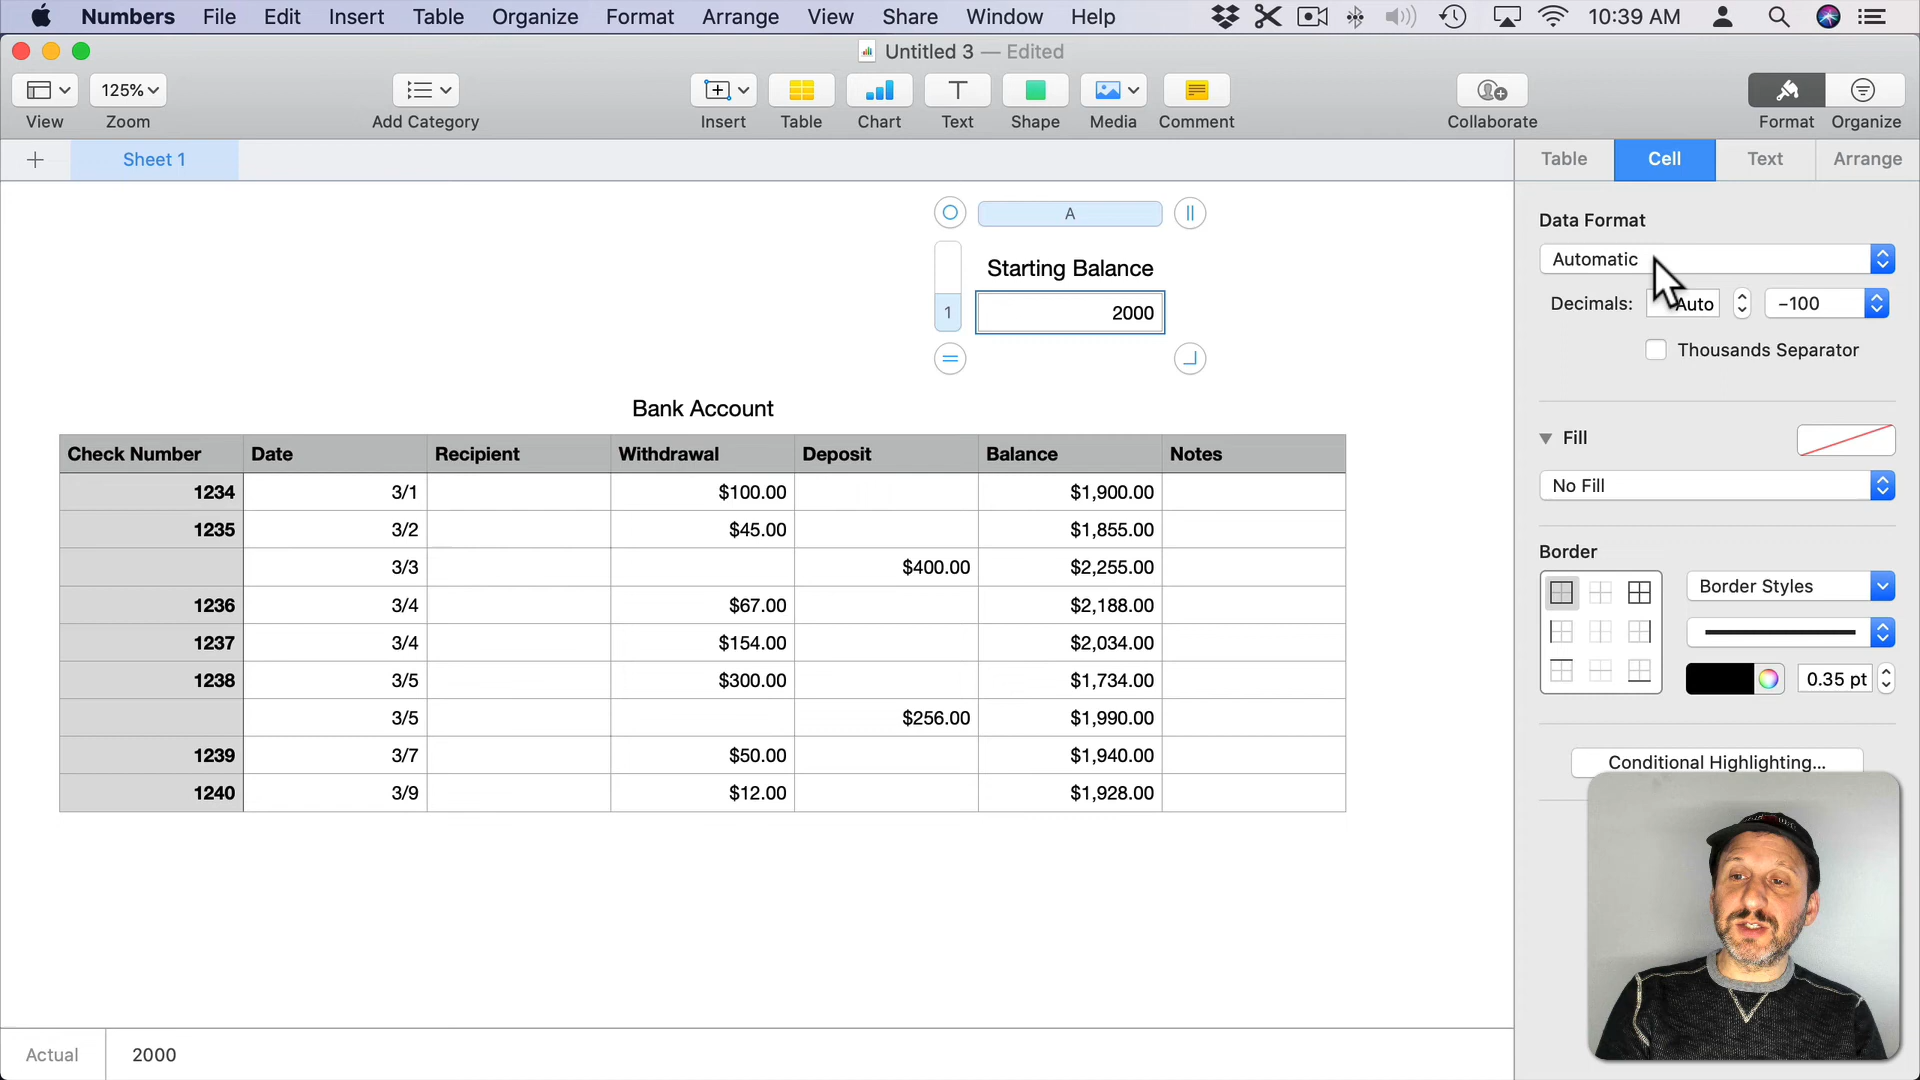 Numbers File Edit Insert Table Organize Format Arrange View Share Window Help 10:39 AM
Untitled 3 — Edited
125%
View Zoom Add Category Insert Table Chart Text Shape Media Comment Collaborate Format Organize
Sheet 1
Table Cell Text Arrange
A
Starting Balance
1 2000
Data Format
Automatic
Decimals: Auto -100
Thousands Separator
Fill
No Fill
Border
Border Styles
0.35 pt
Conditional Highlighting...
Bank Account
Check Number Date Recipient Withdrawal Deposit Balance Notes
1234 3/1 $100.00 $1,900.00
1235 3/2 $45.00 $1,855.00
3/3 $400.00 $2,255.00
1236 3/4 $67.00 $2,188.00
1237 3/4 $154.00 $2,034.00
1238 3/5 $300.00 $1,734.00
3/5 $256.00 $1,990.00
1239 3/7 $50.00 $1,940.00
1240 3/9 $12.00 $1,928.00
Actual 2000